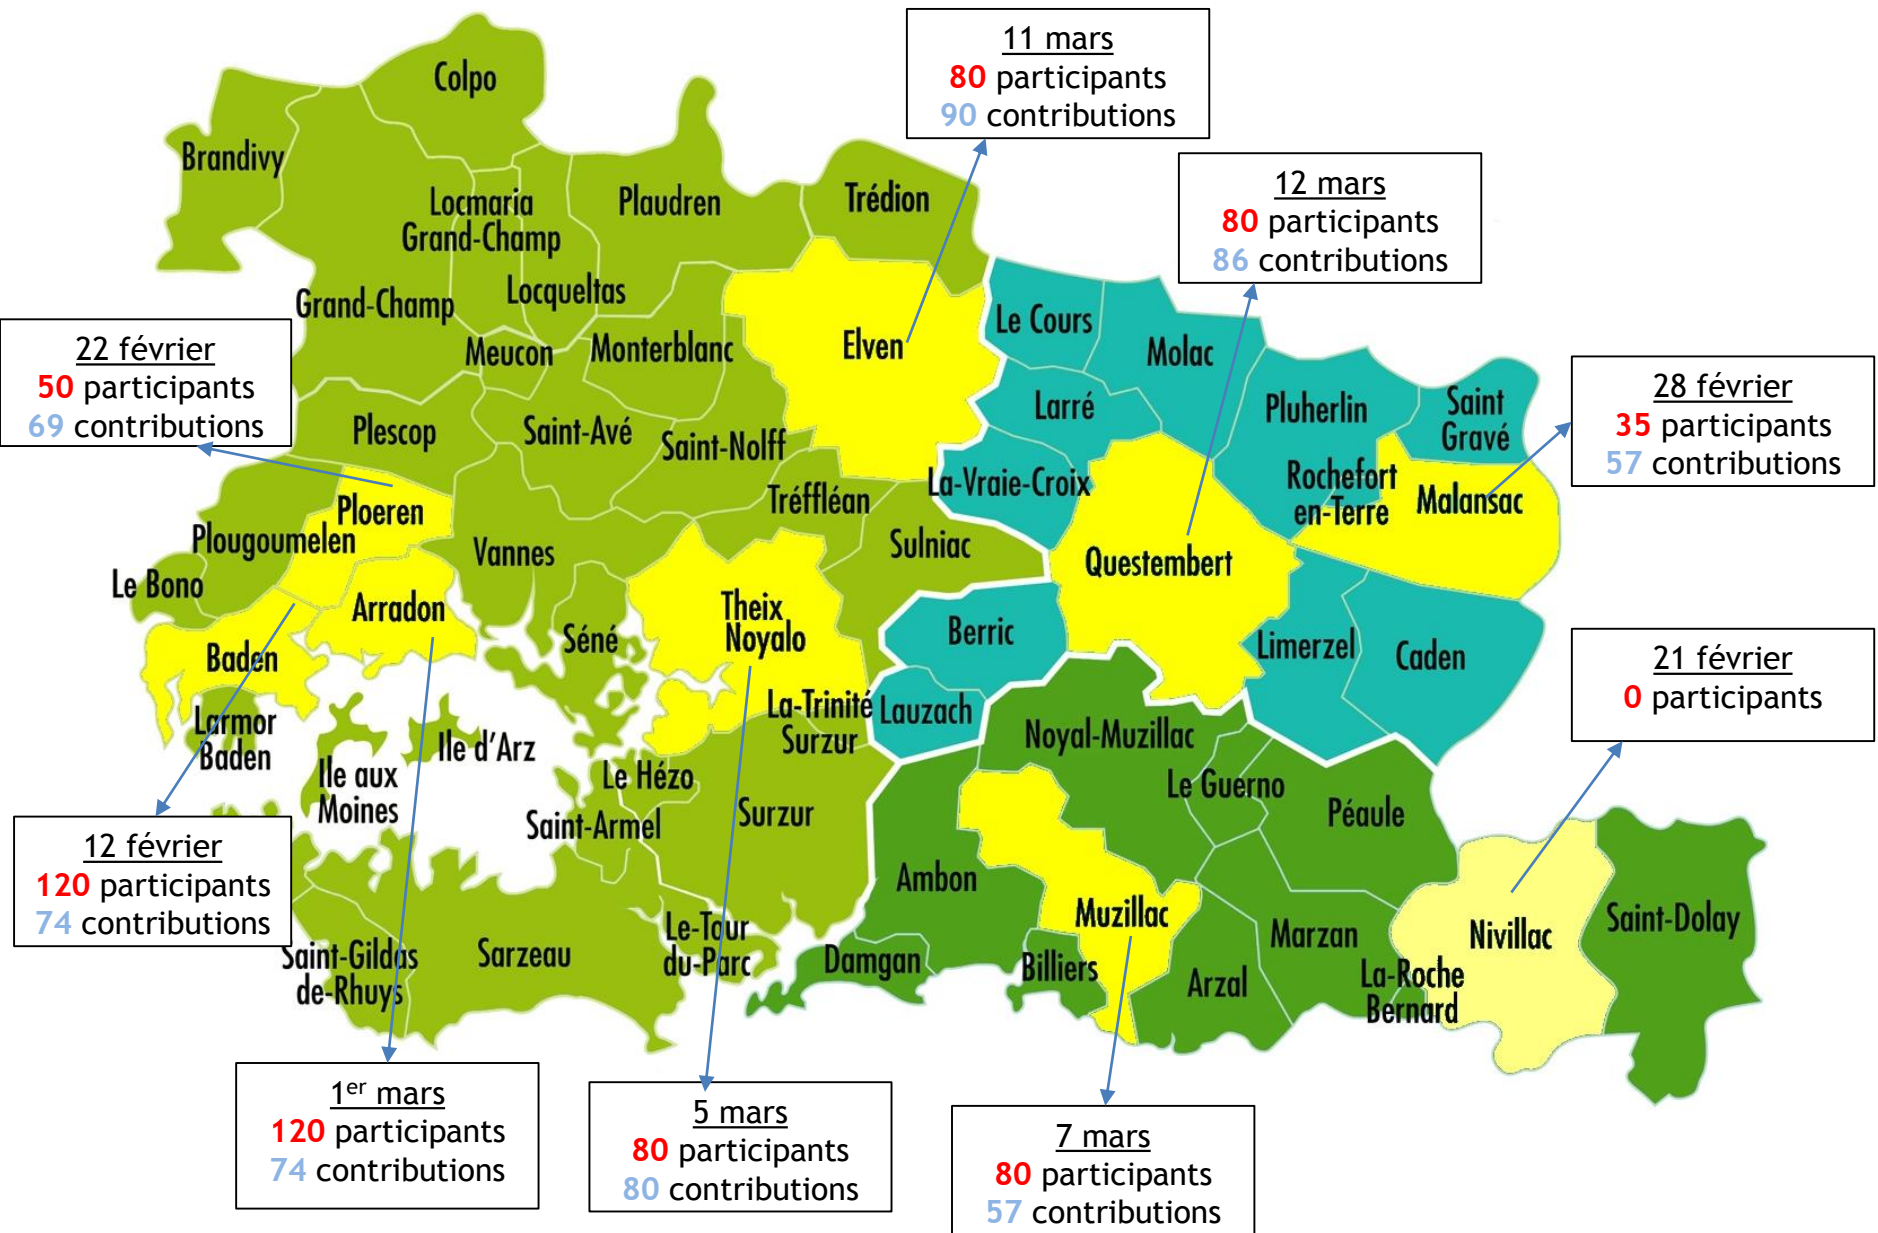 11 mars
80 participants
90 contributions
Colpo
Brandivy
12 mars
80 participants
86 contributions
Locmaria
Grand-Champ
Plaudren
Trédion
Grand-Champ
Locqueltas
Le Cours
Molac
22 février
50 participants
69 contributions
Meucon
Monterblanc
Elven
28 février
35 participants
57 contributions
Larré
Pluherlin
Saint
Gravé
Plescop
Saint-Avé
Saint-Nolff
La-Vraie-Croix
Rochefort
en-Terre
Malansac
Tréffléan
Ploeren
Plougoumelen
Vannes
Sulniac
Questembert
Le Bono
Arradon
Theix
Noyalo
Séné
Berric
Limerzel
Caden
Baden
21 février
0 participants
Larmor
Baden
Ile d'Arz
La-Trinité
Surzur
Lauzach
Noyal-Muzillac
Ile aux
Moines
Le Hézo
Saint-Armel
Surzur
Le Guerno
Péaule
12 février
120 participants
74 contributions
Ambon
Muzillac
Marzan
Nivillac
Saint-Dolay
Saint-Gildas
de-Rhuys
Sarzeau
Le-Tour
du-Parc
Damgan
Billiers
Arzal
La-Roche
Bernard
1er mars
120 participants
74 contributions
5 mars
80 participants
80 contributions
7 mars
80 participants
57 contributions